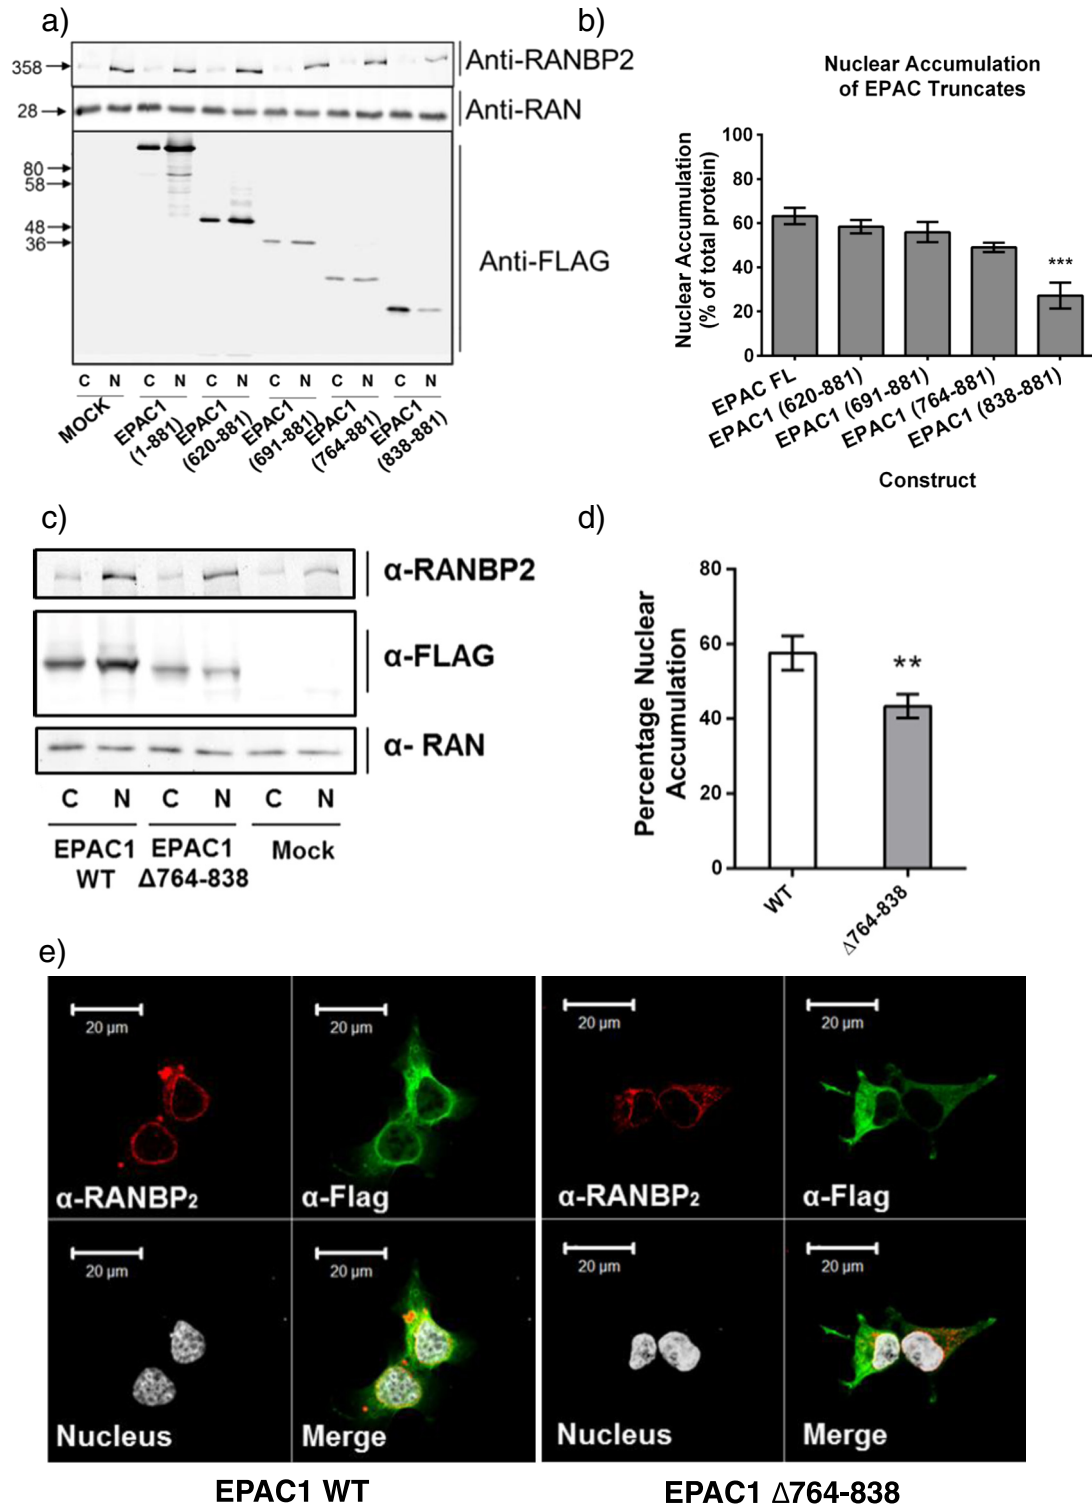 a)
358
Anti-RANBP2
28
Anti-RAN
80
58
48
36
Anti-FLAG
C N C N C N C N C N C N
MOCK
EPAC1
(1-881)
EPAC1
(620-881)
EPAC1
(691-881)
EPAC1
(764-881)
EPAC1
(838-881)
b)
Nuclear Accumulation
of EPAC Truncates
Nuclear Accumulation
(% of total protein)
100
80
60
40
20
0
***
EPAC FL
EPAC1 (620-881)
EPAC1 (691-881)
EPAC1 (764-881)
EPAC1 (838-881)
Construct
c)
α-RANBP2
α-FLAG
α- RAN
C N C N C N
EPAC1
WT
EPAC1
Δ764-838
Mock
d)
Percentage Nuclear
Accumulation
80
60
40
20
0
**
WT
Δ764-838
e)
20 µm
α-RANBP2
20 µm
α-Flag
20 µm
α-RANBP2
20 µm
α-Flag
20 µm
Nucleus
20 µm
Merge
20 µm
Nucleus
20 µm
Merge
EPAC1 WT
EPAC1 Δ764-838